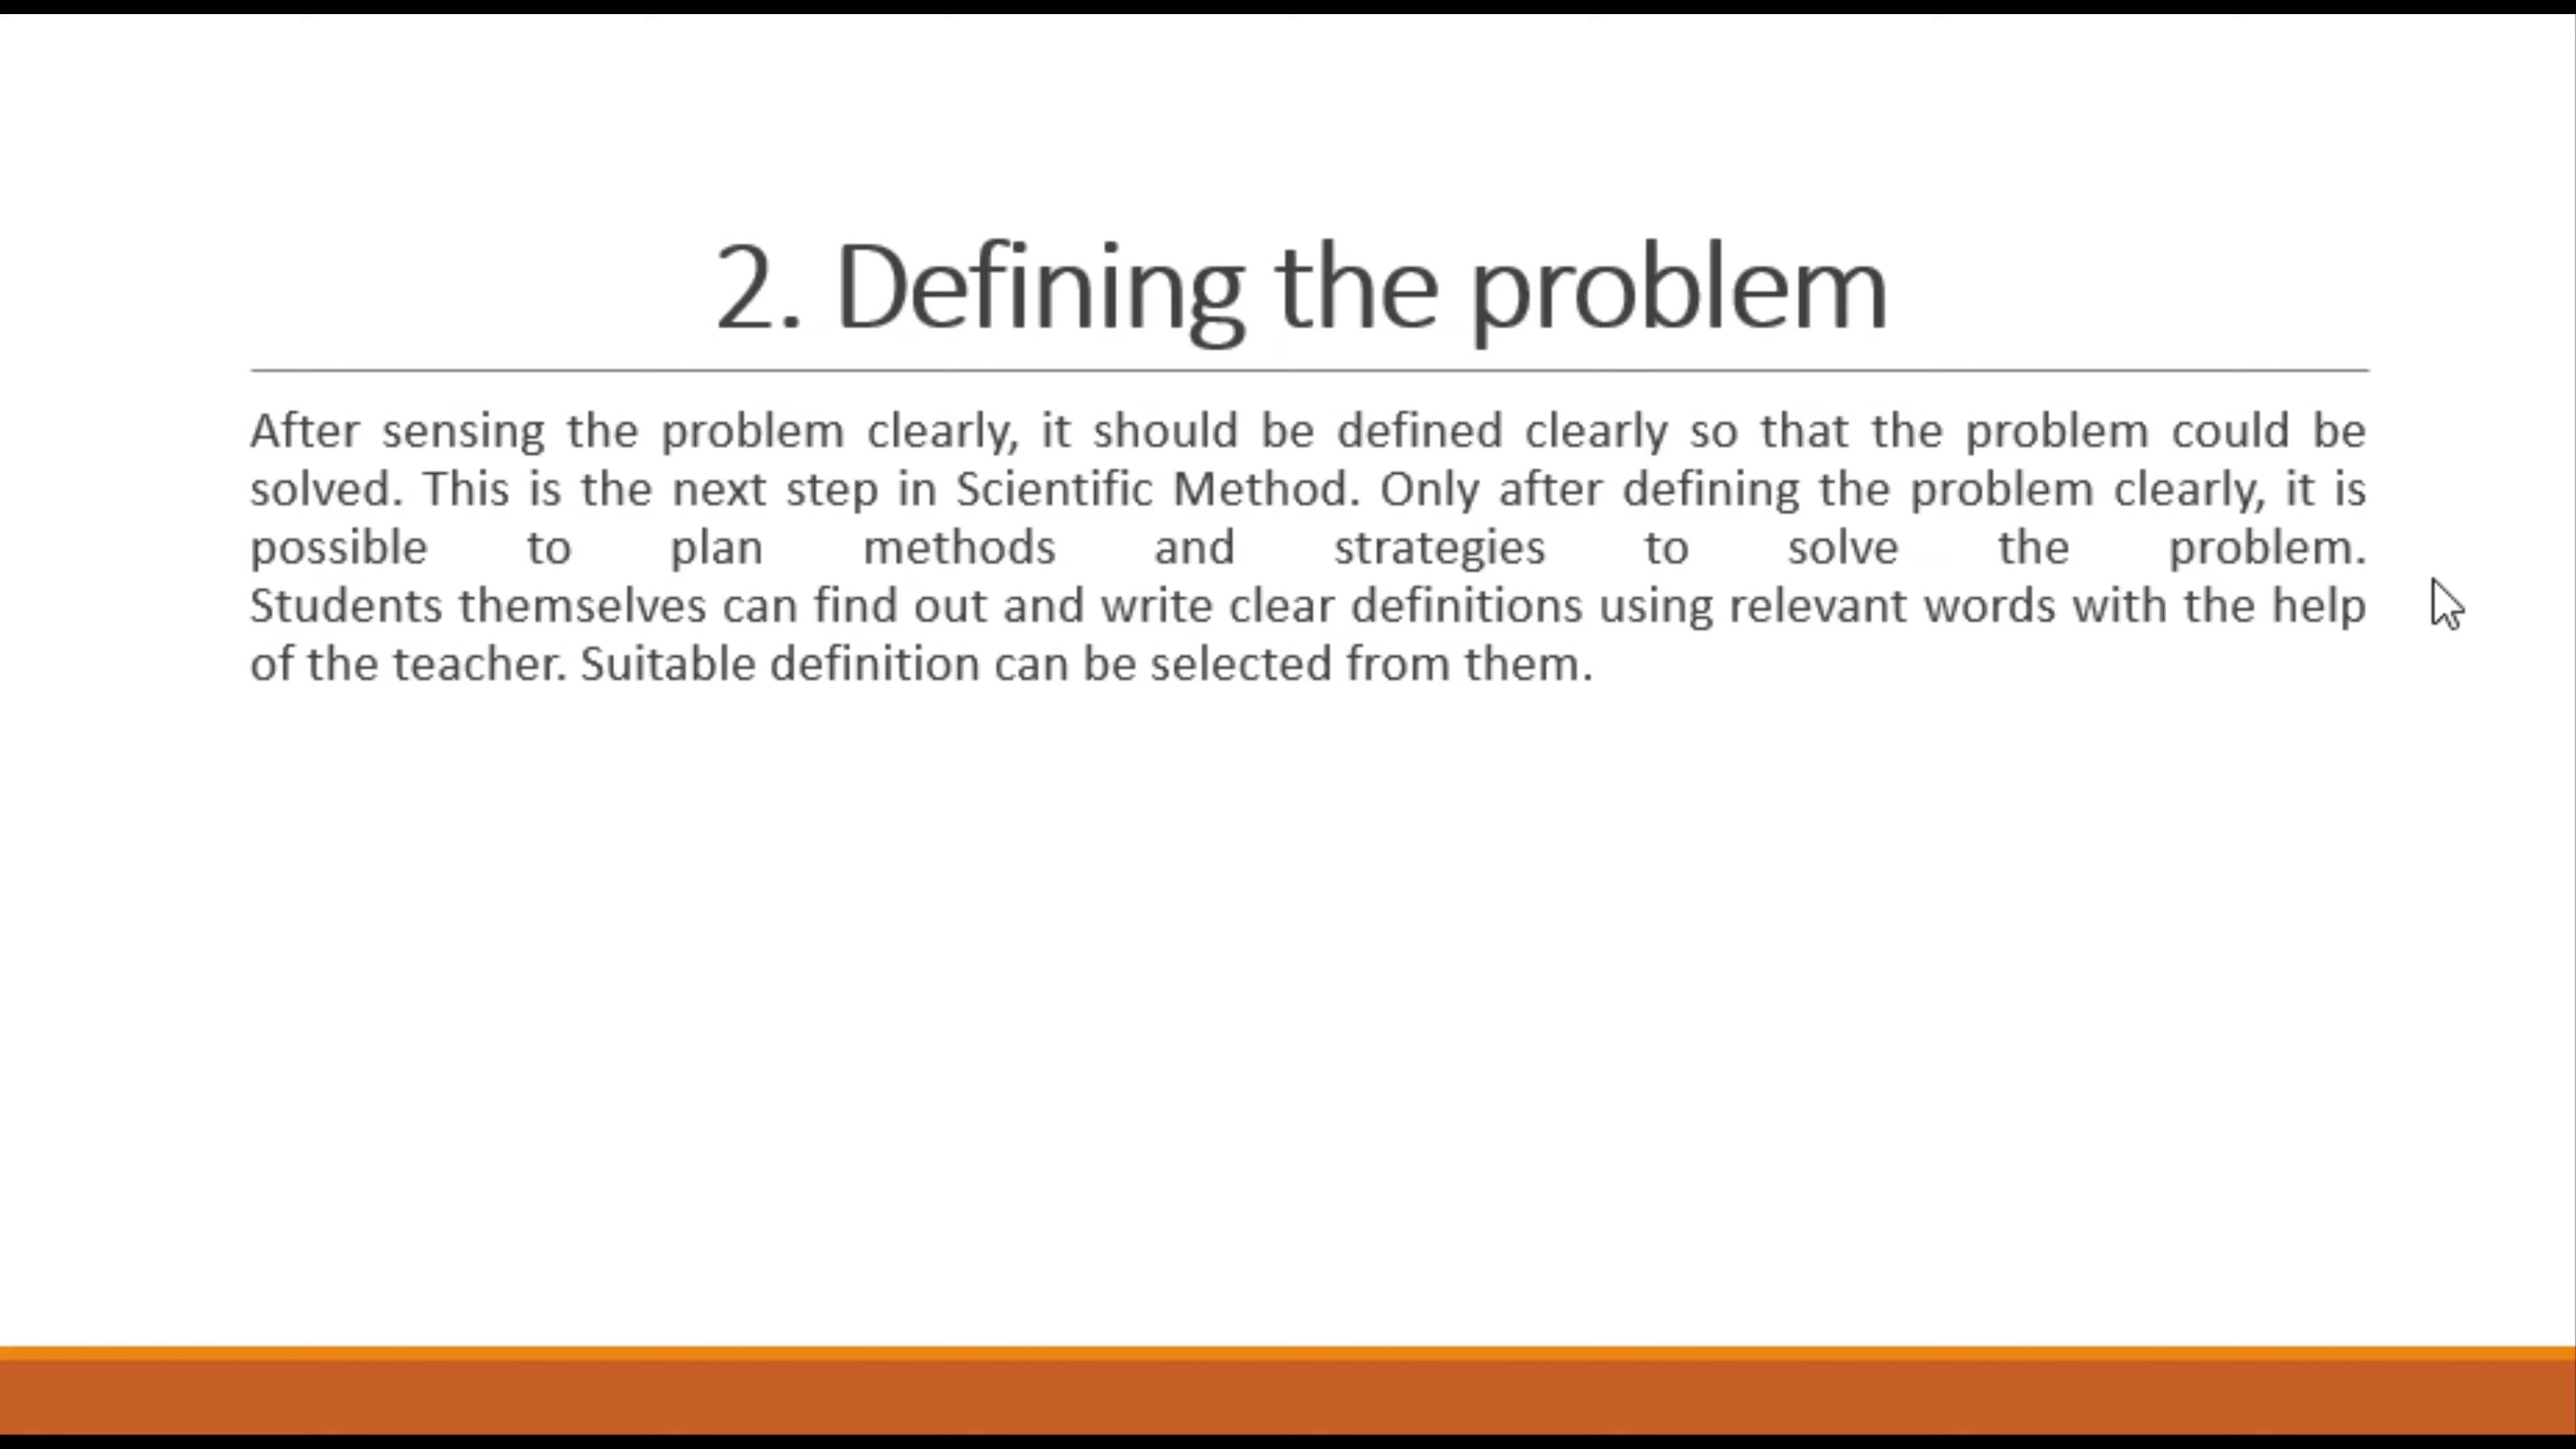 2. Defining the problem
After sensing the problem clearly, it should be defined clearly so that the problem could be
solved. This is the next step in Scientific Method. Only after defining the problem clearly, it is
possible to plan methods and strategies to solve the problem.
Students themselves can find out and write clear definitions using relevant words with the help
of the teacher. Suitable definition can be selected from them.